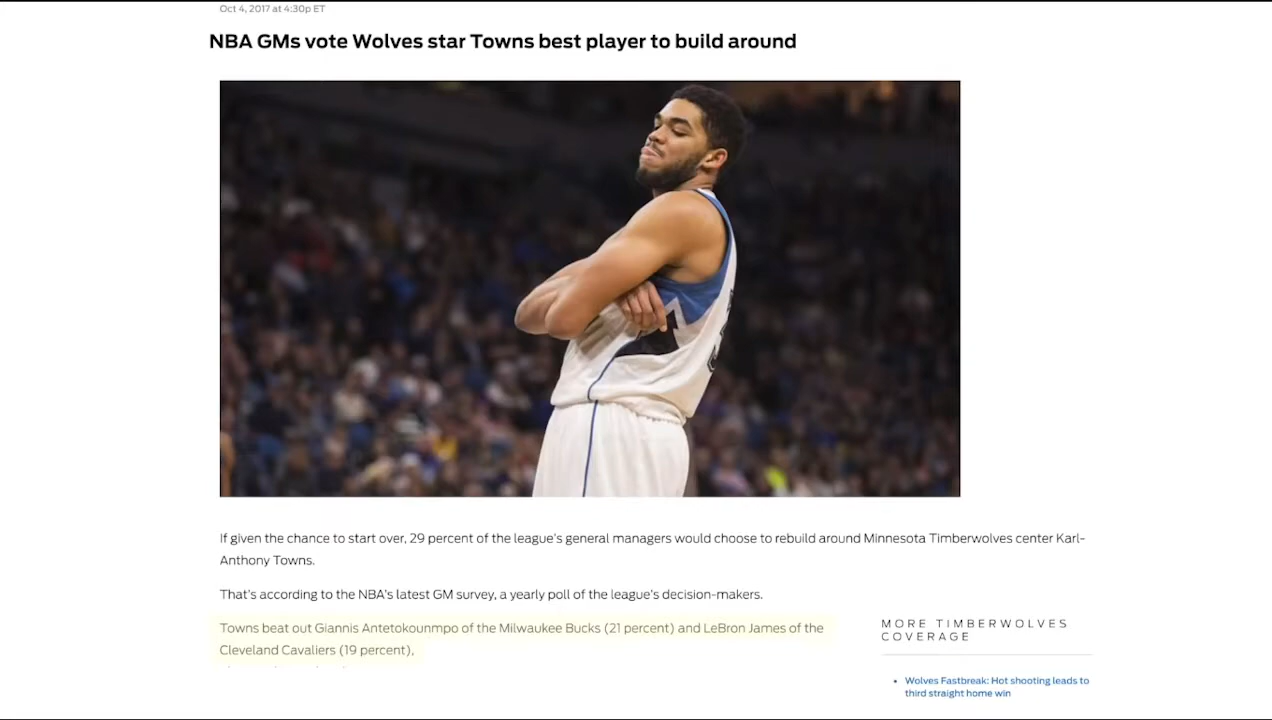 Oct 4, 2017 at 4:30p ET
NBA GMs vote Wolves star Towns best player to build around
If given the chance to start over, 29 percent of the league's general managers would choose to rebuild around Minnesota Timberwolves center Karl-
Anthony Towns.
That's according to the NBA's latest GM survey, a yearly poll of the league's decision-makers.
Towns beat out Giannis Antetokounmpo of the Milwaukee Bucks (21 percent) and LeBron James of the
Cleveland Cavaliers (19 percent),
MORE TIMBERWOLVES
COVERAGE
• Wolves Fastbreak: Hot shooting leads to
third straight home win